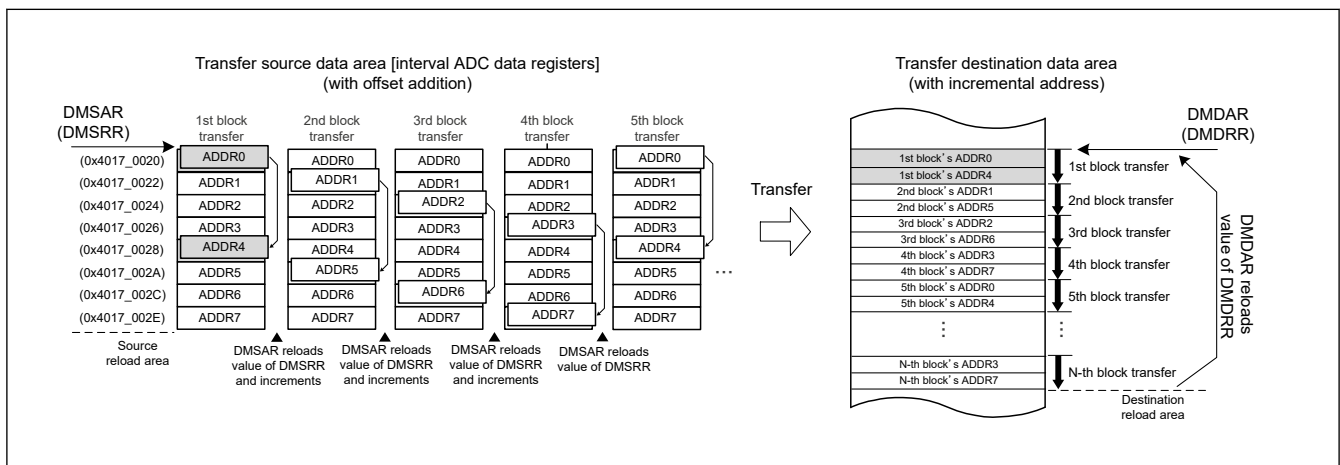 Transfer source data area [interval ADC data registers]
(with offset addition)
DMSAR
(DMSRR)
1st block
transfer
2nd block
transfer
3rd block
transfer
4th block
transfer
5th block
transfer
(0x4017_0020)
(0x4017_0022)
(0x4017_0024)
(0x4017_0026)
(0x4017_0028)
(0x4017_002A)
(0x4017_002C)
(0x4017_002E)
Source
reload area
ADDR0
ADDR1
ADDR2
ADDR3
ADDR4
ADDR5
ADDR6
ADDR7
ADDR0
ADDR1
ADDR2
ADDR3
ADDR4
ADDR5
ADDR6
ADDR7
ADDR0
ADDR1
ADDR2
ADDR3
ADDR4
ADDR5
ADDR6
ADDR7
ADDR0
ADDR1
ADDR2
ADDR3
ADDR4
ADDR5
ADDR6
ADDR7
ADDR0
ADDR1
ADDR2
ADDR3
ADDR4
ADDR5
ADDR6
ADDR7
...
DMSAR reloads
value of DMSRR
and increments
DMSAR reloads
value of DMSRR
and increments
DMSAR reloads
value of DMSRR
and increments
DMSAR reloads
value of DMSRR
Transfer
Transfer destination data area
(with incremental address)
DMDAR
(DMDRR)
1st block's ADDR0
1st block's ADDR4
2nd block's ADDR1
2nd block's ADDR5
3rd block's ADDR2
3rd block's ADDR6
4th block's ADDR3
4th block's ADDR7
5th block's ADDR0
5th block's ADDR4
N-th block's ADDR3
N-th block's ADDR7
1st block transfer
2nd block transfer
3rd block transfer
4th block transfer
5th block transfer
N-th block transfer
Destination
reload area
DMDAR reloads
value of DMDRR